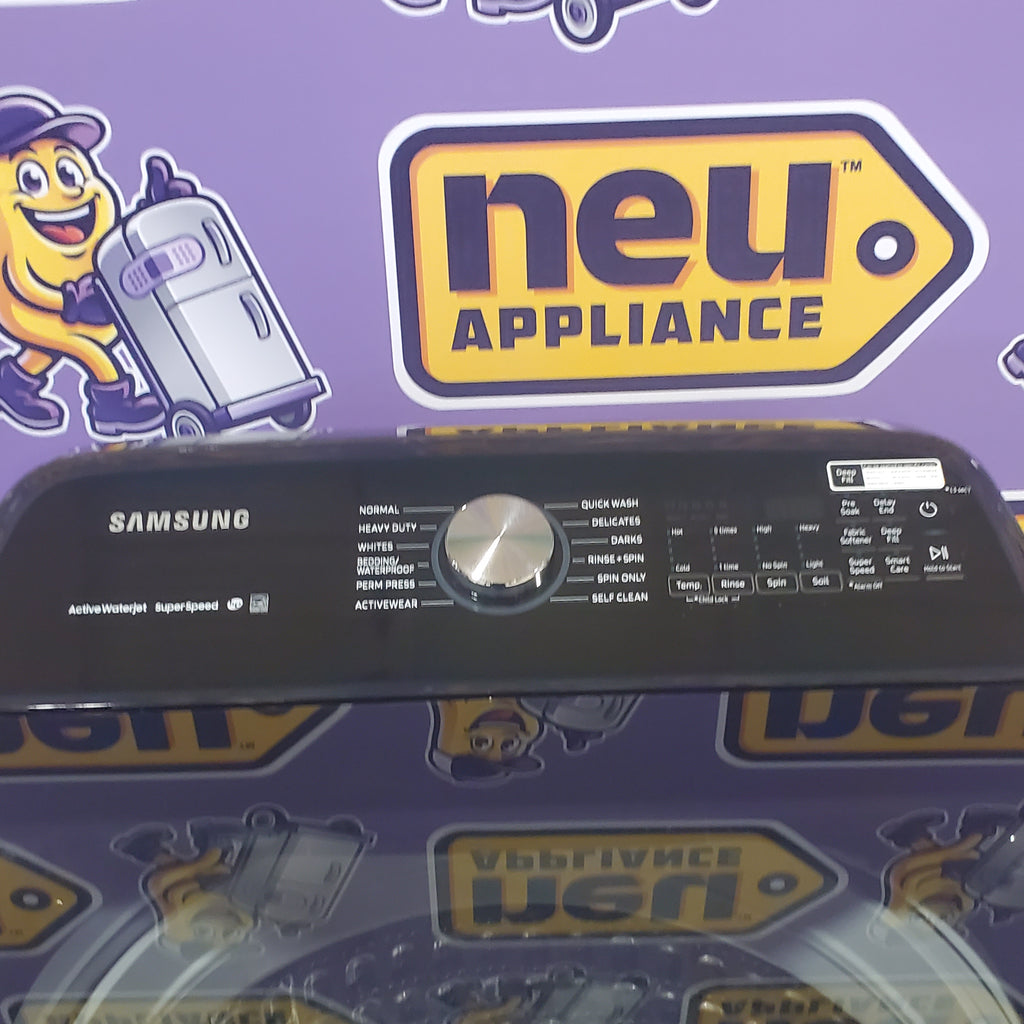 neu™
APPLIANCE
SAMSUNG
ActiveWaterjet SuperSpeed
NORMAL
HEAVY DUTY
WHITES
BEDDING/
WATERPROOF
PERM PRESS
ACTIVEWEAR
QUICK WASH
DELICATES
DARKS
RINSE+SPIN
SPIN ONLY
SELF CLEAN
Hot
High
Heavy
Cold
1 time
No Spin
Light
Temp.
Rinse
Spin
Soil
Child Lock
Deep
Fill
Pre
Soak
Delay
End
Fabric
Softener
Deep
Fill
Super
Speed
Smart
Care
Hold to Start
Alarm Off